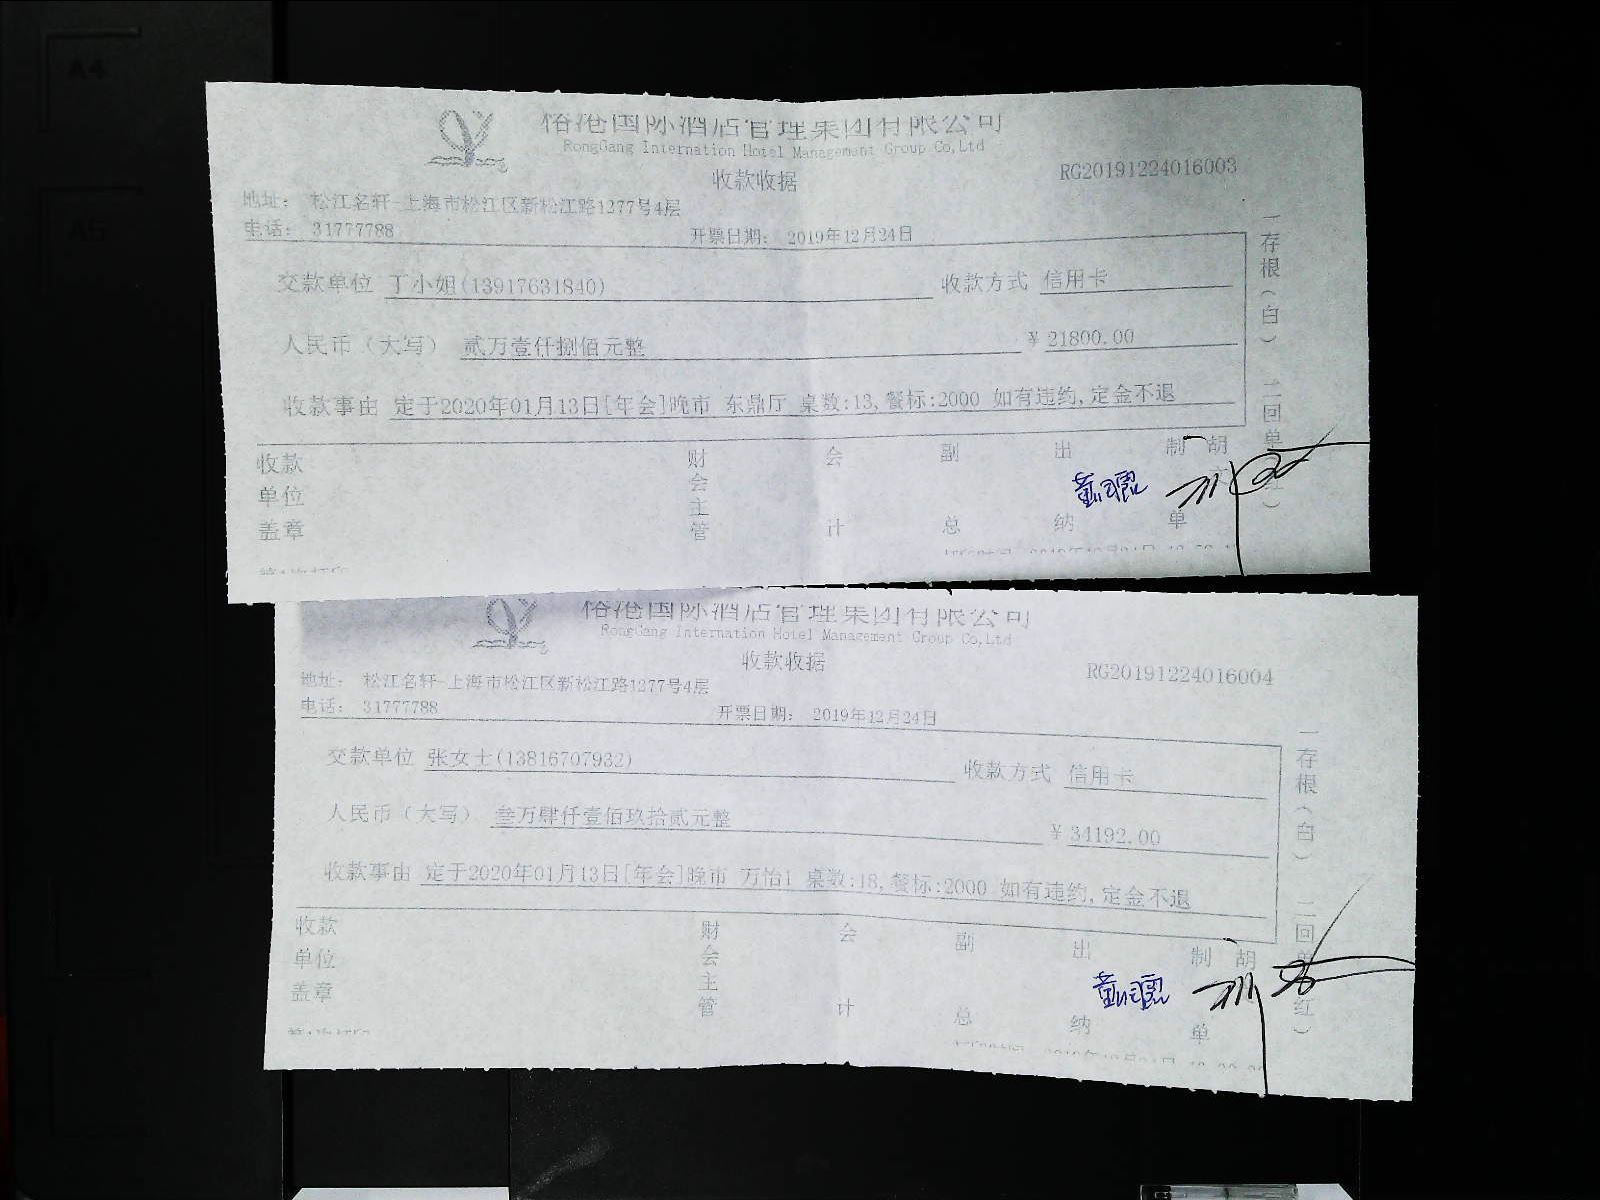 国际酒店管理集团有限公司
RongGang Internation Hotel Management Group Co,Ltd
收款收据
RG20191224016003
地址： 松江名轩-上海市松江区新松江路1277号4层
电话： 31777788 开票日期： 2019年12月24日
交款单位 丁小姐(13917631840) 收款方式 信用卡
人民币（大写） 贰万壹仟捌佰元整 ￥21800.00
收款事由 定于2020年01月13日[年会]晚市 东鼎厅 桌数:13,餐标:2000 如有违约,定金不退
收款单位盖章 财会主管 会计 副总 出纳 制单 胡
一存根（白） 二回单
国际酒店管理集团有限公司
RongGang Internation Hotel Management Group Co,Ltd
收款收据
RG20191224016004
地址： 松江名轩-上海市松江区新松江路1277号4层
电话： 31777788 开票日期： 2019年12月24日
交款单位 张女士(13816707932) 收款方式 信用卡
人民币（大写） 叁万肆仟壹佰玖拾贰元整 ￥34192.00
收款事由 定于2020年01月13日[年会]晚市 万怡1 桌数:18,餐标:2000 如有违约,定金不退
收款单位盖章 财会主管 会计 副总 出纳 制单 胡
一存根（白） 二回单（红）
A4
A5